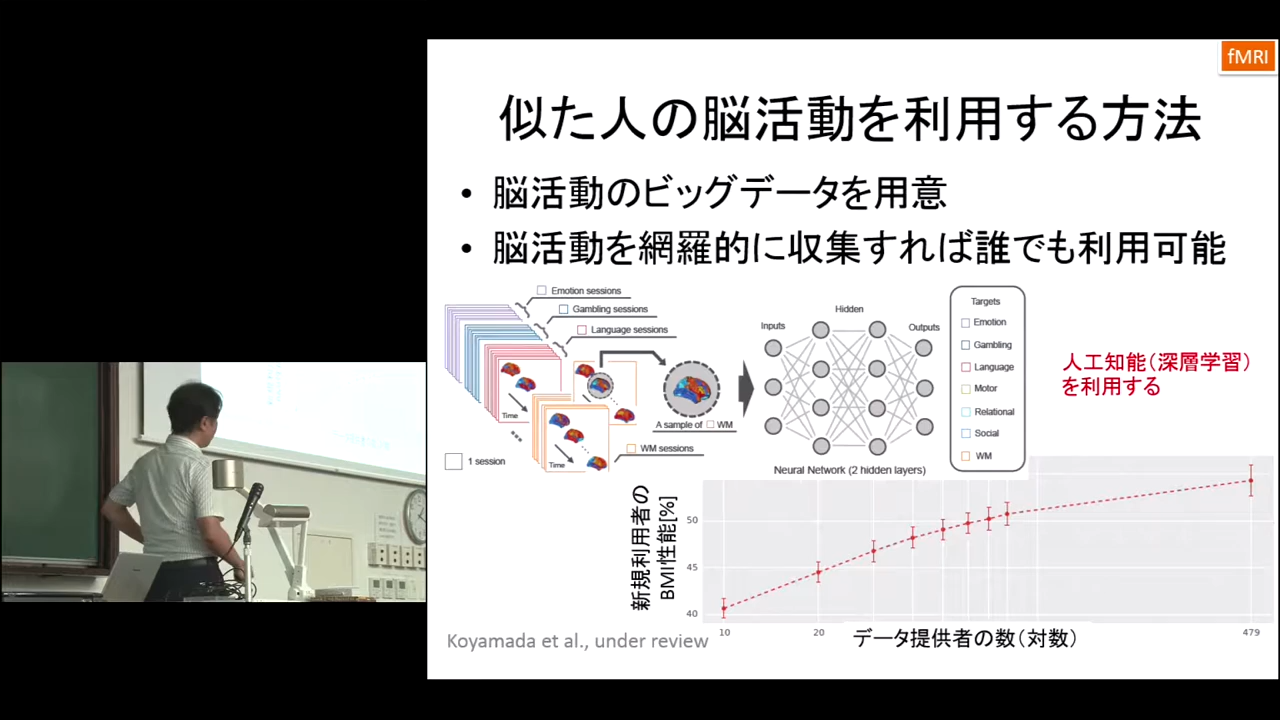 fMRI
似た人の脳活動を利用する方法
• 脳活動のビッグデータを用意
• 脳活動を網羅的に収集すれば誰でも利用可能
Emotion sessions
Gambling sessions
Language sessions
Time
A sample of WM
WM sessions
Time
1 session
Inputs
Hidden
Outputs
Neural Network (2 hidden layers)
Targets
Emotion
Gambling
Language
Motor
Relational
Social
WM
人工知能(深層学習)
を利用する
新規利用者の
BMI性能[%]
50
45
40
10
20
479
データ提供者の数(対数)
Koyamada et al., under review